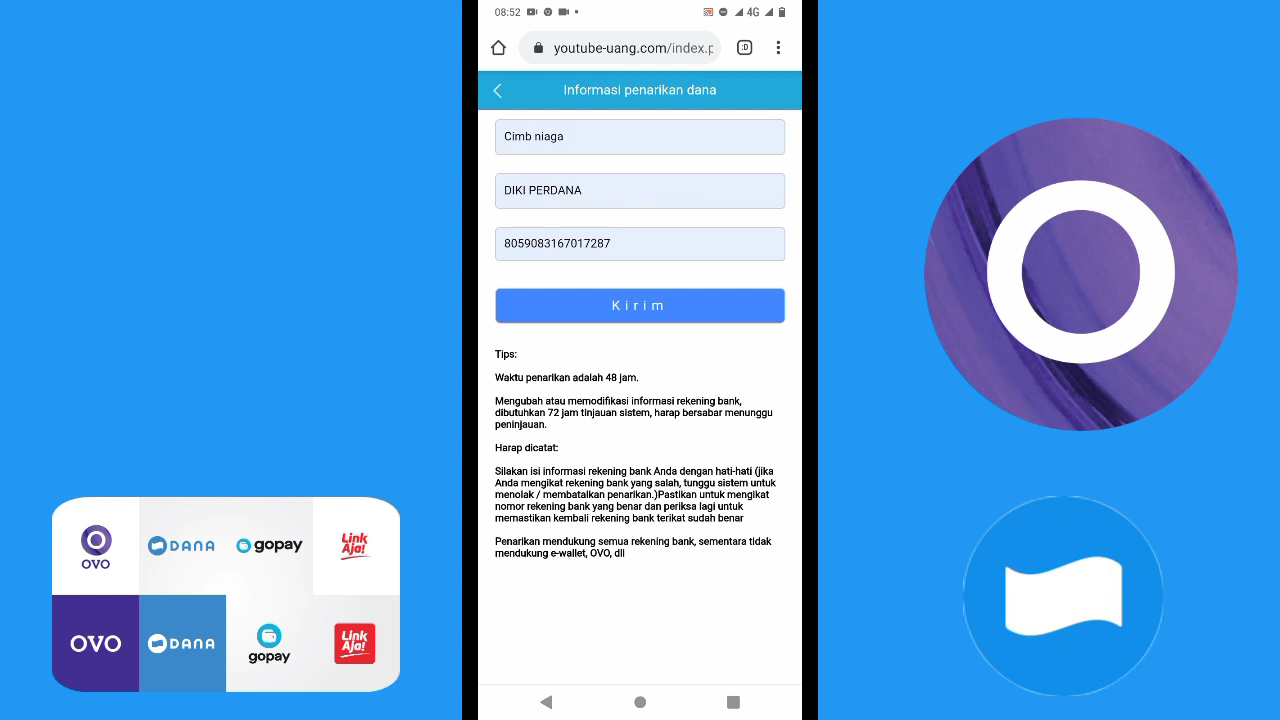 08:52
4G
youtube-uang.com/index.p
:D
Informasi penarikan dana
Cimb niaga
DIKI PERDANA
8059083167017287
Kirim
Tips:
Waktu penarikan adalah 48 jam.
Mengubah atau memodifikasi informasi rekening bank,
dibutuhkan 72 jam tinjauan sistem, harap bersabar menunggu
peninjauan.
Harap dicatat:
Silakan isi informasi rekening bank Anda dengan hati-hati (jika
Anda mengikat rekening bank yang salah, tunggu sistem untuk
menolak / membatalkan penarikan.)Pastikan untuk mengikat
nomor rekening bank yang benar dan periksa lagi untuk
memastikan kembali rekening bank terikat sudah benar
Penarikan mendukung semua rekening bank, sementara tidak
mendukung e-wallet, OVO, dll
OVO
DANA
gopay
Link
Aja!
OVO
DANA
gopay
Link
Aja!